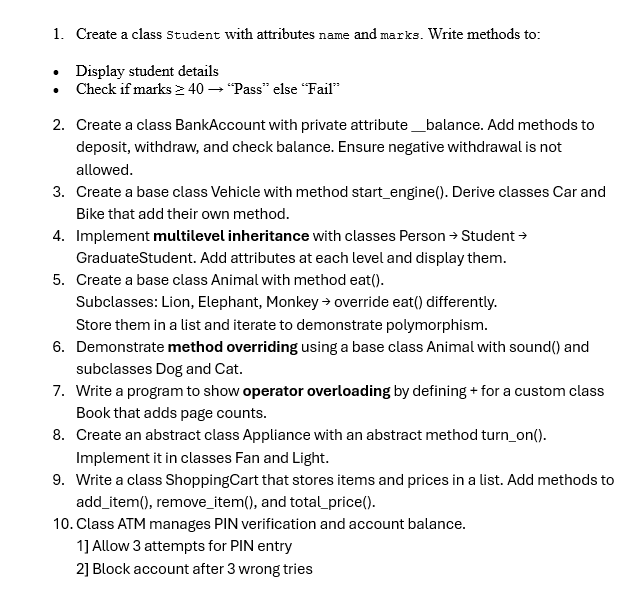 1. Create a class Student with attributes name and marks. Write methods to:
• Display student details
• Check if marks ≥ 40 → “Pass” else “Fail”
2. Create a class BankAccount with private attribute __balance. Add methods to
deposit, withdraw, and check balance. Ensure negative withdrawal is not
allowed.
3. Create a base class Vehicle with method start_engine(). Derive classes Car and
Bike that add their own method.
4. Implement multilevel inheritance with classes Person → Student →
GraduateStudent. Add attributes at each level and display them.
5. Create a base class Animal with method eat().
Subclasses: Lion, Elephant, Monkey → override eat() differently.
Store them in a list and iterate to demonstrate polymorphism.
6. Demonstrate method overriding using a base class Animal with sound() and
subclasses Dog and Cat.
7. Write a program to show operator overloading by defining + for a custom class
Book that adds page counts.
8. Create an abstract class Appliance with an abstract method turn_on().
Implement it in classes Fan and Light.
9. Write a class ShoppingCart that stores items and prices in a list. Add methods to
add_item(), remove_item(), and total_price().
10. Class ATM manages PIN verification and account balance.
1] Allow 3 attempts for PIN entry
2] Block account after 3 wrong tries